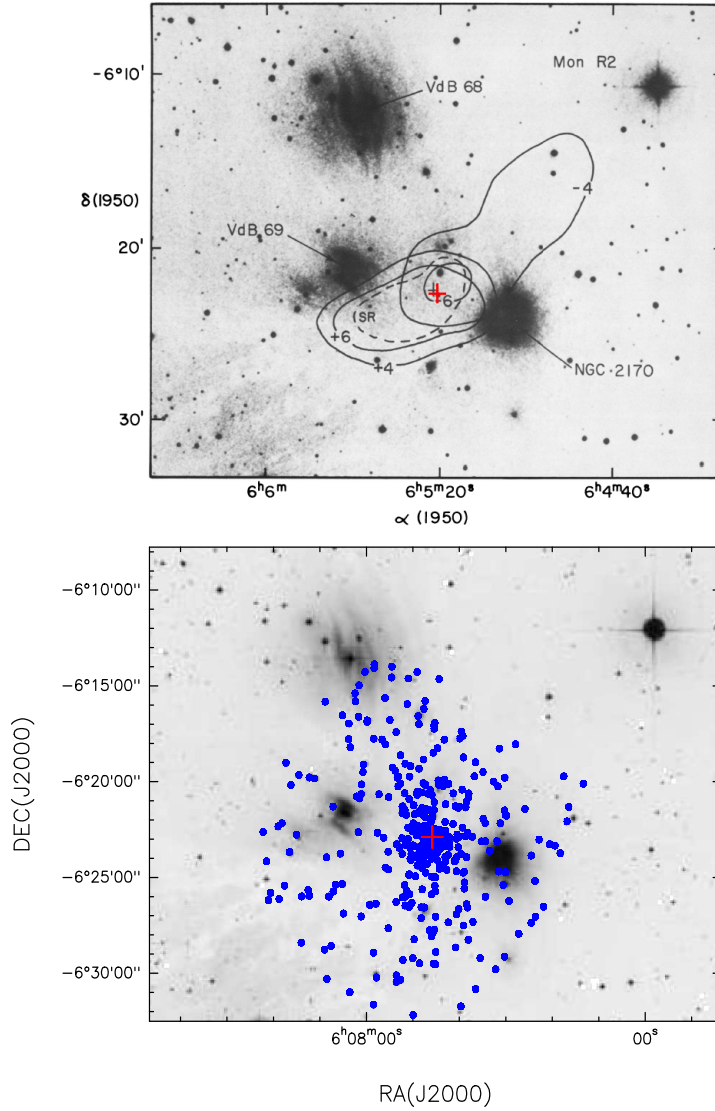 -6°10'
Mon R2
VdB 68
δ(1950)
-4
VdB 69
20'
+6
(SR
+6
+4
NGC·2170
30'
6ʰ6ᵐ
6ʰ5ᵐ20ˢ
6ʰ4ᵐ40ˢ
α (1950)
-6°10'00"
-6°15'00"
-6°20'00"
DEC(J2000)
-6°25'00"
-6°30'00"
6ʰ08ᵐ00ˢ
00ˢ
RA(J2000)